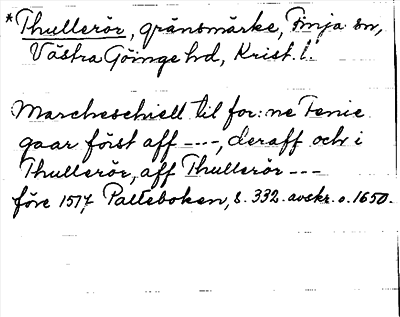 *Thullerör, gränsmärke, Finja sn,
Västra Göinge hd, Krist. l.
Marcheschiell til for:ne Fenie
gaar först aff ---, deraff och i
Thullerör, aff Thullerör ---
före 1517 Palteboken, s. 332. avskr. o. 1650.